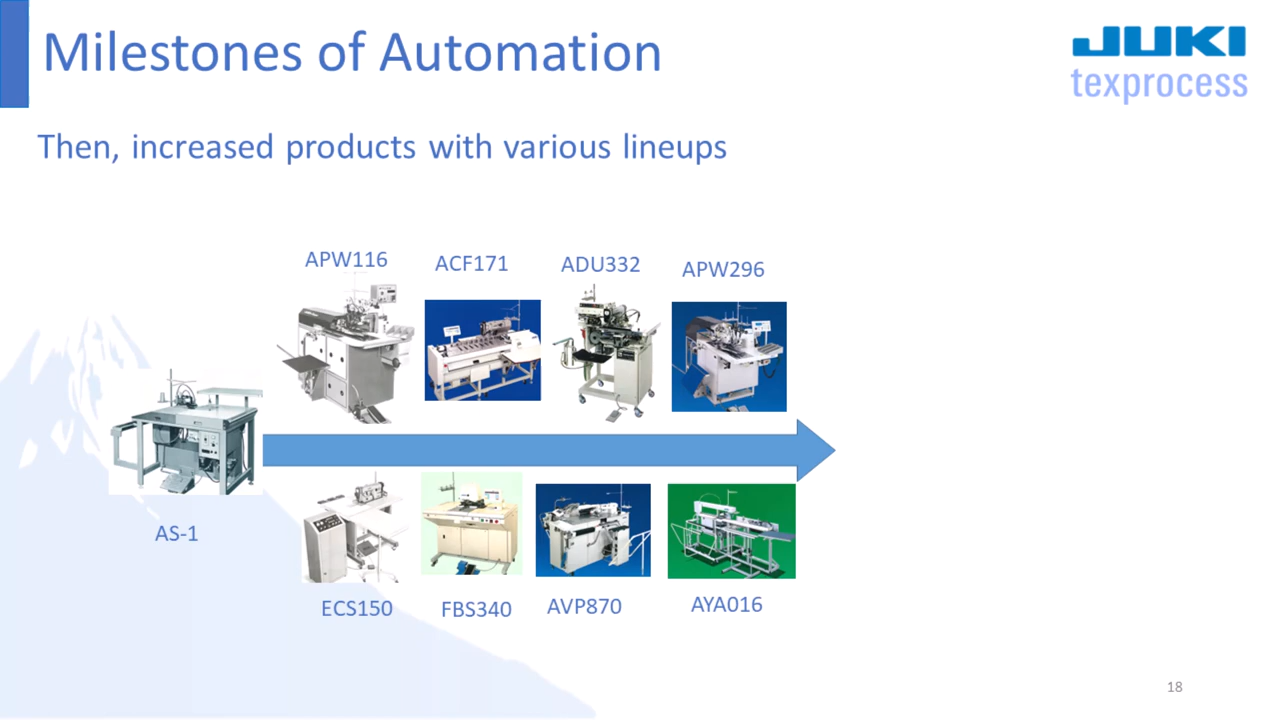 Milestones of Automation
JUKI
texprocess
Then, increased products with various lineups
APW116
ACF171
ADU332
APW296
AS-1
ECS150
FBS340
AVP870
AYA016
18